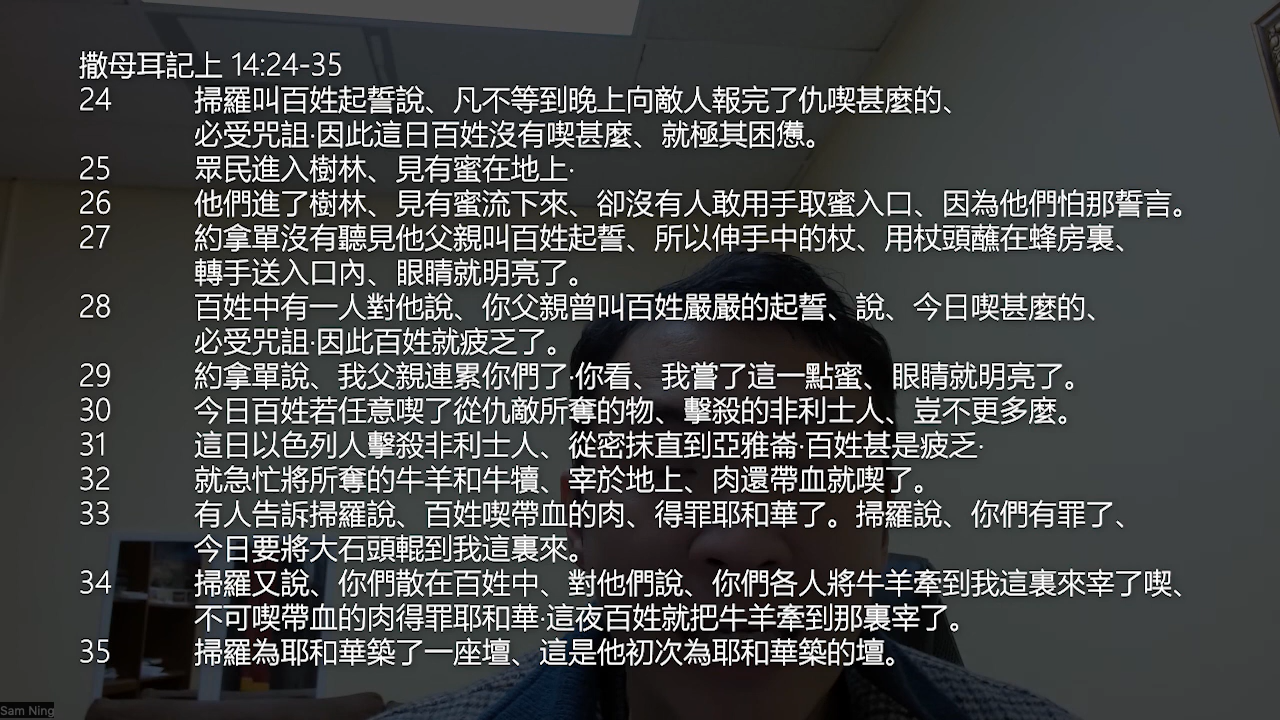 撒母耳記上 14:24-35
24 掃羅叫百姓起誓說、凡不等到晚上向敵人報完了仇喫甚麼的、
必受咒詛·因此這日百姓沒有喫甚麼、就極其困憊。
25 眾民進入樹林、見有蜜在地上·
26 他們進了樹林、見有蜜流下來、卻沒有人敢用手取蜜入口、因為他們怕那誓言。
27 約拿單沒有聽見他父親叫百姓起誓、所以伸手中的杖、用杖頭蘸在蜂房裏、
轉手送入口內、眼睛就明亮了。
28 百姓中有一人對他說、你父親曾叫百姓嚴嚴的起誓、說、今日喫甚麼的、
必受咒詛·因此百姓就疲乏了。
29 約拿單說、我父親連累你們了·你看、我嘗了這一點蜜、眼睛就明亮了。
30 今日百姓若任意喫了從仇敵所奪的物、擊殺的非利士人、豈不更多麼。
31 這日以色列人擊殺非利士人、從密抹直到亞雅崙·百姓甚是疲乏·
32 就急忙將所奪的牛羊和牛犢、宰於地上、肉還帶血就喫了。
33 有人告訴掃羅說、百姓喫帶血的肉、得罪耶和華了。掃羅說、你們有罪了、
今日要將大石頭輥到我這裏來。
34 掃羅又說、你們散在百姓中、對他們說、你們各人將牛羊牽到我這裏來宰了喫、
不可喫帶血的肉得罪耶和華·這夜百姓就把牛羊牽到那裏宰了。
35 掃羅為耶和華築了一座壇、這是他初次為耶和華築的壇。
Sam Ning